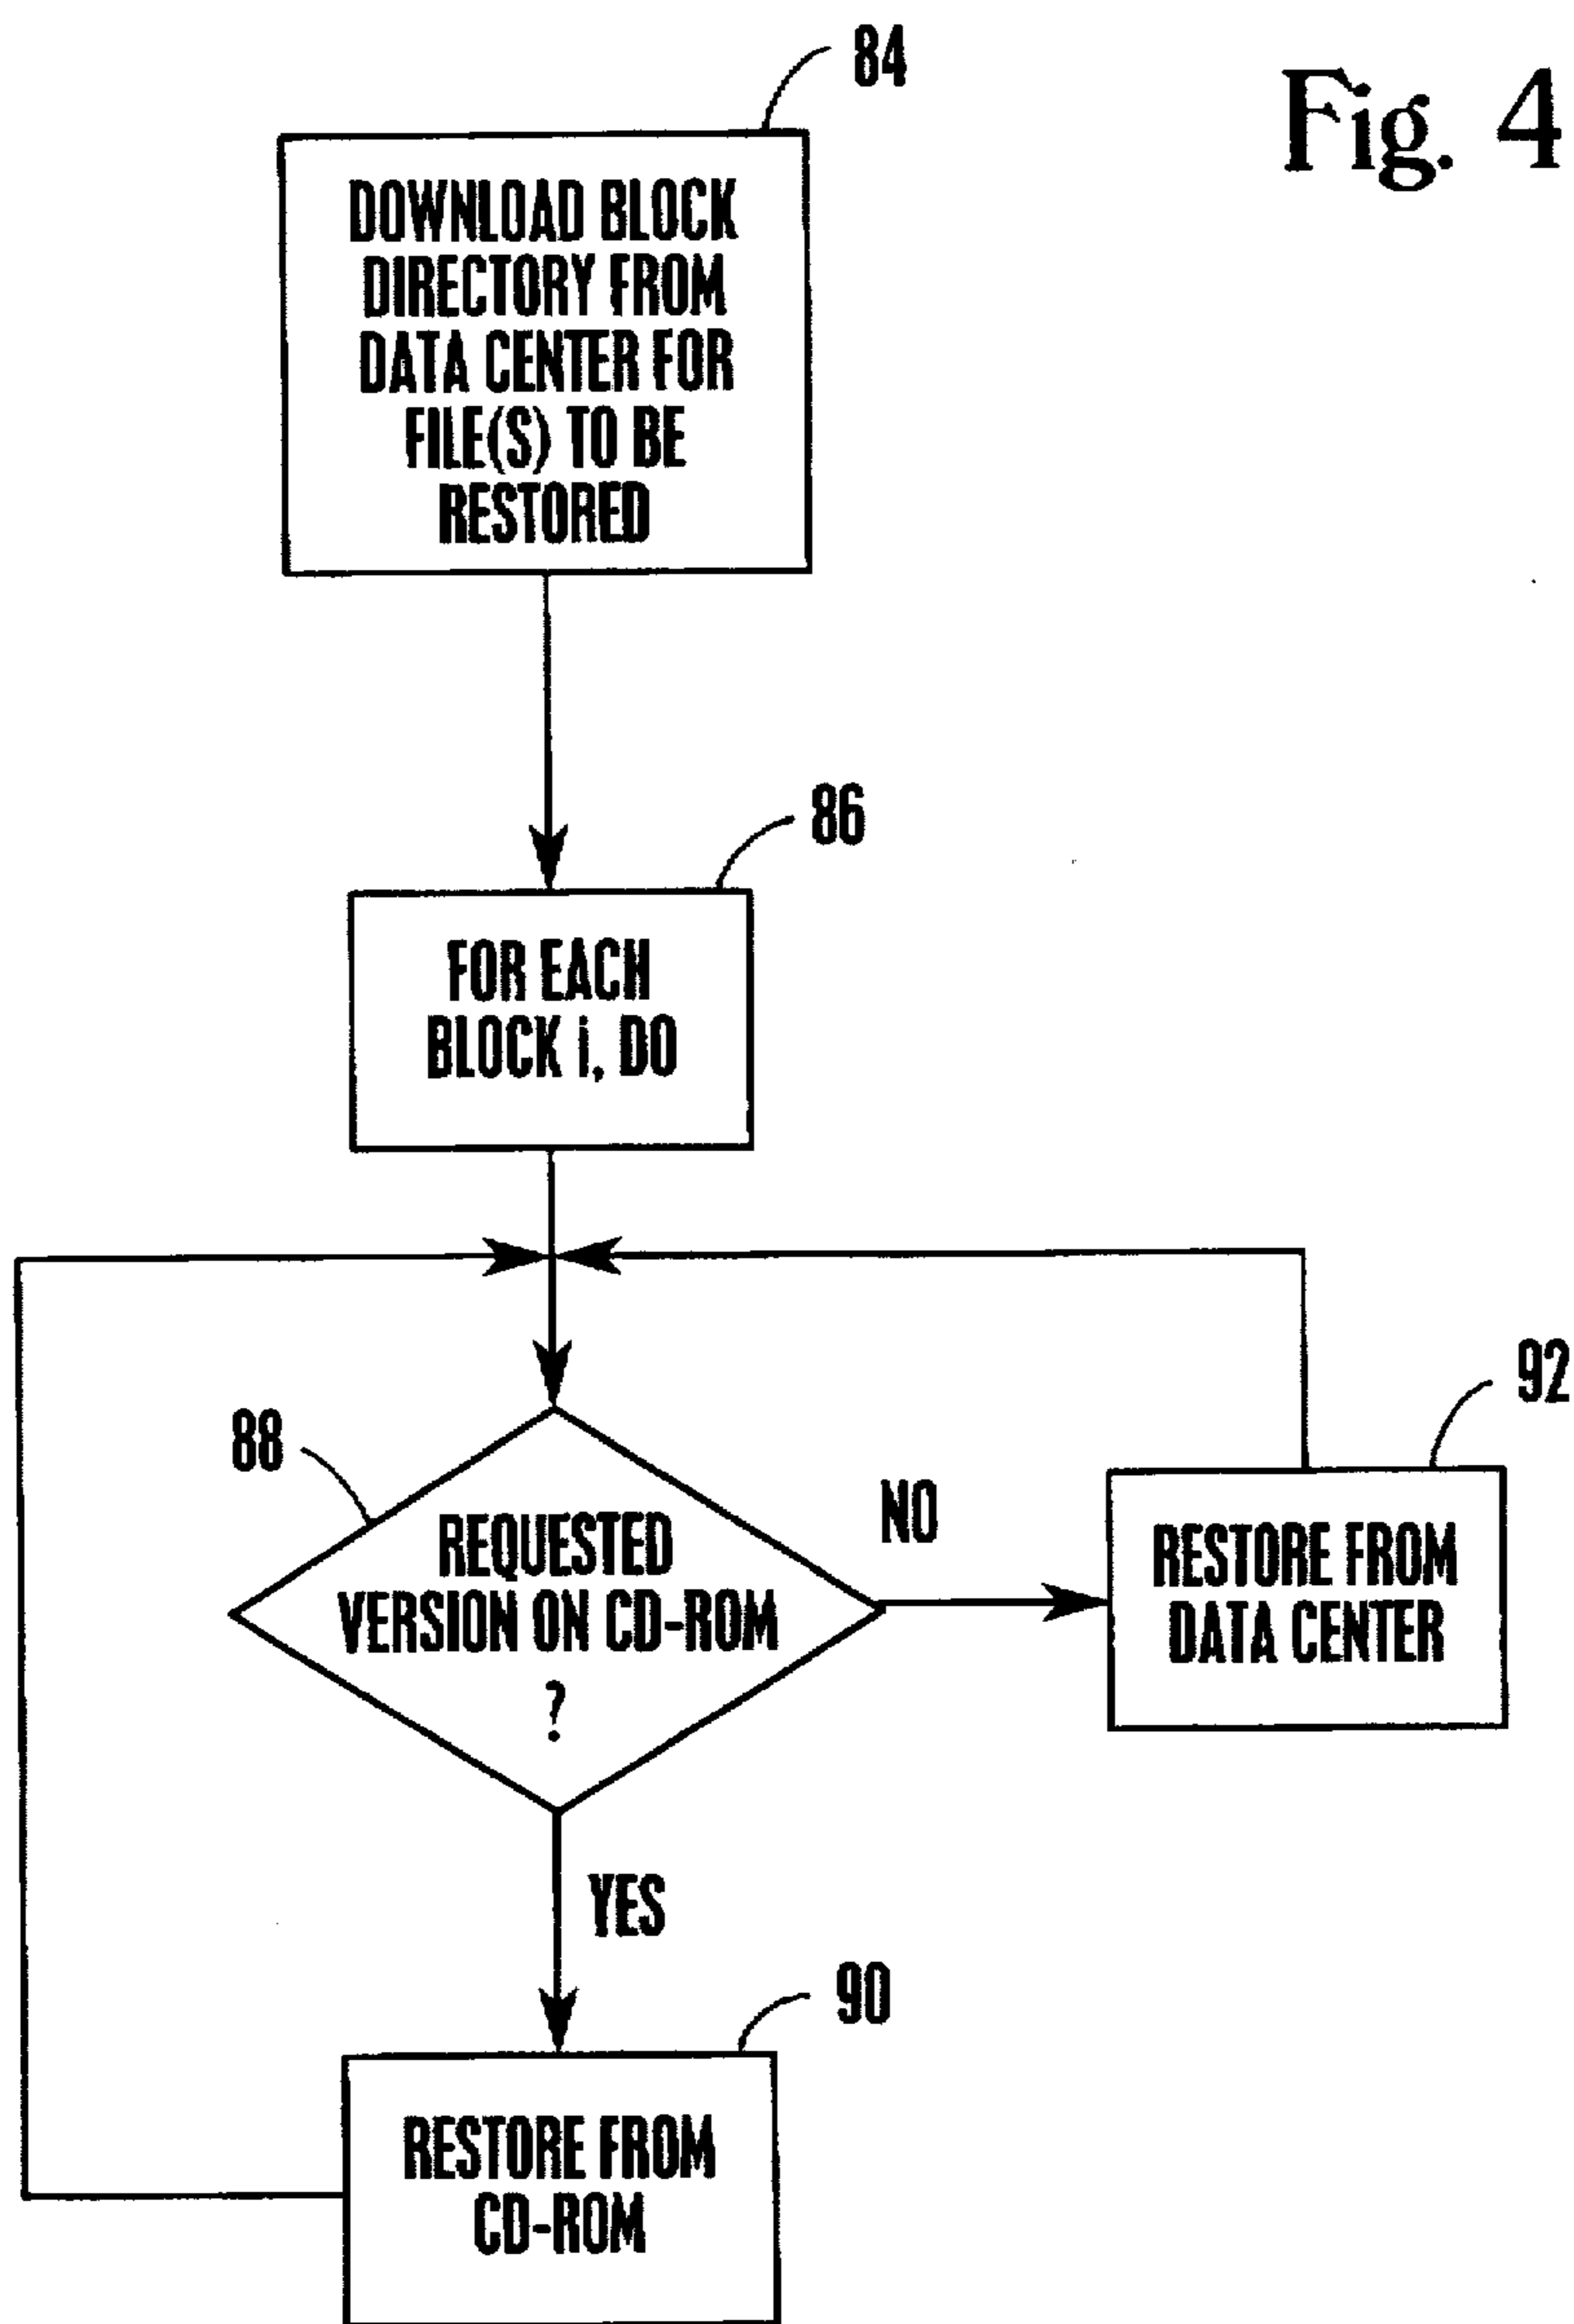 Fig. 4
84
DOWNLOAD BLOCK
DIRECTORY FROM
DATA CENTER FOR
FILE(S) TO BE
RESTORED
86
FOR EACH
BLOCK i, DO
88
REQUESTED
VERSION ON CD-ROM
?
NO
92
RESTORE FROM
DATA CENTER
YES
90
RESTORE FROM
CD-ROM